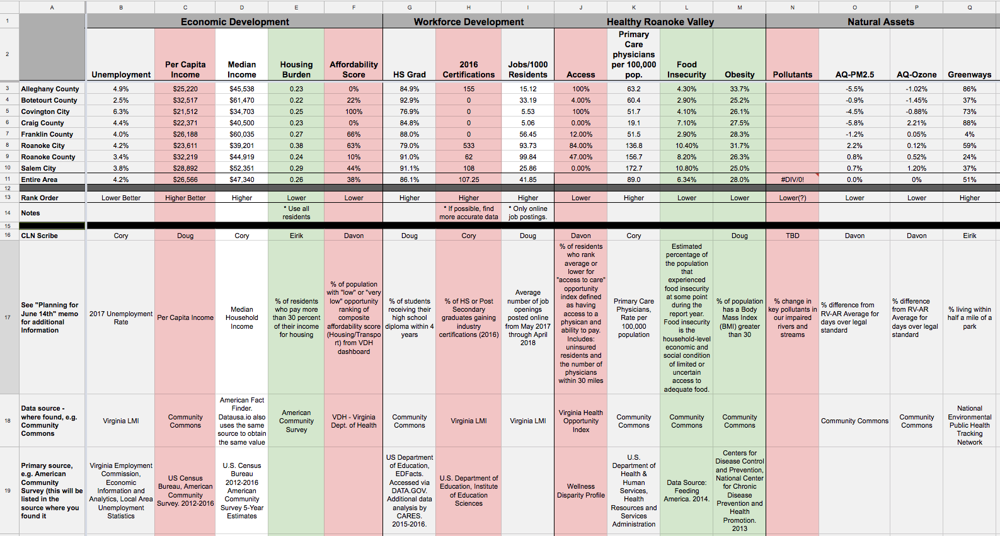 A B C D E F G H I J K L M N O P Q
1 Economic Development Workforce Development Healthy Roanoke Valley Natural Assets
2 Unemployment Per Capita Income Median Income Housing Burden Affordability Score HS Grad 2016 Certifications Jobs/1000 Residents Access Primary Care physicians per 100,000 pop. Food Insecurity Obesity Pollutants AQ-PM2.5 AQ-Ozone Greenways
3 Alleghany County 4.9% $25,220 $45,538 0.23 0% 84.9% 155 15.12 100% 63.2 4.30% 33.7% -5.5% -1.02% 86%
4 Botetourt County 2.5% $32,517 $61,470 0.22 22% 92.9% 0 33.19 4.00% 60.4 2.90% 25.2% -0.9% -1.45% 37%
5 Covington City 6.3% $21,512 $34,703 0.25 100% 76.9% 0 5.53 100% 51.7 4.10% 26.1% -4.5% -0.88% 73%
6 Craig County 4.4% $22,371 $40,500 0.23 0% 84.8% 0 5.06 0.00% 19.1 7.10% 27.5% -5.8% 2.21% 88%
7 Franklin County 4.0% $26,188 $60,035 0.27 66% 88.0% 0 56.45 12.00% 51.5 2.90% 28.3% -1.2% 0.05% 4%
8 Roanoke City 4.2% $23,611 $39,201 0.38 63% 79.0% 533 93.73 84.00% 136.8 10.40% 31.7% 2.2% 0.12% 59%
9 Roanoke County 3.4% $32,219 $44,919 0.24 10% 91.0% 62 99.84 47.00% 156.7 8.20% 26.3% 0.8% 0.52% 24%
10 Salem City 3.8% $28,892 $52,351 0.29 44% 91.1% 108 25.86 0.00% 172.7 10.80% 25.0% 0.7% 1.20% 37%
11 Entire Area 4.2% $26,566 $47,340 0.26 38% 86.1% 107.25 41.85 89.0 6.34% 28.0% #DIV/0! 0.0% 0% 51%
12
13 Rank Order Lower Better Higher Better Higher Lower Lower Higher Higher Higher Lower Higher Lower Lower Lower(?) Lower Lower Higher
14 Notes * Use all residents * If possible, find more accurate data * Only online job postings.
15
16 CLN Scribe Cory Doug Cory Eirik Davon Doug Cory Doug Davon Cory Doug TBD Davon Davon Eirik
17 See "Planning for June 14th" memo for additional Information
2017 Unemployment Rate
Per Capita Income
Median Household Income
% of residents who pay more than 30 percent of their income for housing
% of population with "low" or "very low" opportunity ranking of composite affordability score (Housing/Transport) from VDH dashboard
% of students receiving their high school diploma within 4 years
% of HS or Post Secondary graduates gaining industry certifications (2016)
Average number of job openings posted online from May 2017 through April 2018
% of residents who rank average or lower for "access to care" opportunity index defined as having access to a physcan and ability to pay. Includes: uninsured residents and the number of physicians within 30 miles
Primary Care Physicians, Rate per 100,000 population
Estimated percentage of the population that experienced food insecurity at some point during the report year. Food insecurity is the household-level economic and social condition of limited or uncertain access to adequate food.
% of population has a Body Mass Index (BMI) greater than 30
% change in key pollutants in our impaired rivers and streams
% difference from RV-AR Average for days over legal standard
% difference from RV-AR Average for days over legal standard
% living within half a mile of a park
18 Data source - where found, e.g. Community Commons
Virginia LMI
Community Commons
American Fact Finder. Datausa.io also uses the same source to obtain the same value
American Community Survey
VDH - Virginia Dept. of Health
Community Commons
Virginia LMI
Virginia LMI
Virginia Health Opportunity Index
Community Commons
Community Commons
Community Commons
Community Commons
Community Commons
National Environmental Public Health Tracking Network
19 Primary source, e.g. American Community Survey (this will be listed in the source where you found it
Virginia Employment Commission, Economic Information and Analytics, Local Area Unemployment Statistics
US Census Bureau, American Community Survey. 2012-2016
U.S. Census Bureau 2012-2016 American Community Survey 5-Year Estimates
US Department of Education, EDFacts. Accessed via DATA.GOV. Additional data analysis by CARES. 2015-2016.
U.S. Department of Education, Institute of Education Sciences
Wellness Disparity Profile
U.S. Department of Health & Human Services, Health Resources and Services Administration
Data Source: Feeding America. 2014.
Centers for Disease Control and Prevention, National Center for Chronic Disease Prevention and Health Promotion. 2013